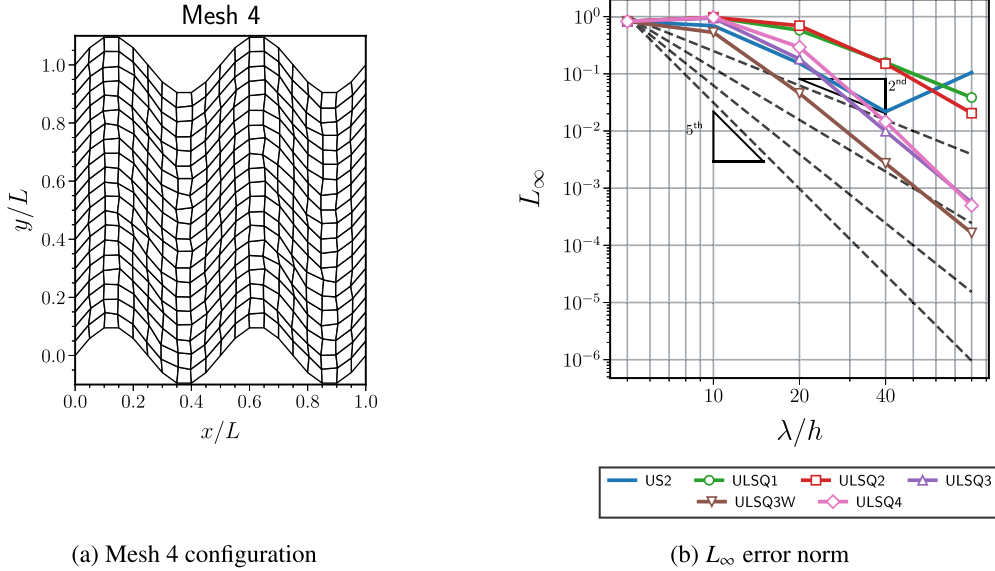 Mesh 4
1.0
0.8
0.6
0.4
0.2
0.0
y/L
0.0 0.2 0.4 0.6 0.8 1.0
x/L
(a) Mesh 4 configuration
10⁰
10⁻¹
10⁻²
10⁻³
10⁻⁴
10⁻⁵
10⁻⁶
L∞
2ⁿᵈ
5ᵗʰ
10 20 40
λ/h
US2 ULSQ1 ULSQ2 ULSQ3
ULSQ3W ULSQ4
(b) L∞ error norm